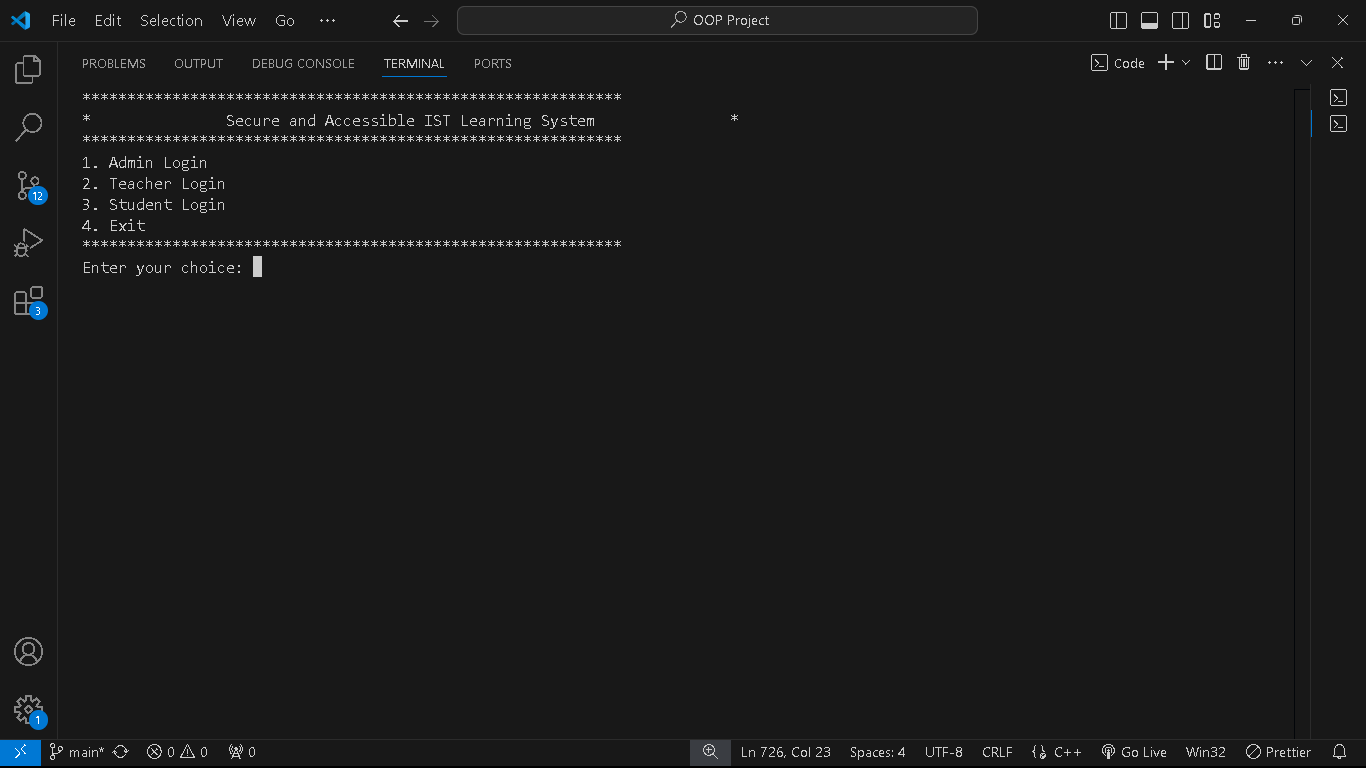 File Edit Selection View Go ··· OOP Project
PROBLEMS OUTPUT DEBUG CONSOLE TERMINAL PORTS Code
************************************************************
* Secure and Accessible IST Learning System *
************************************************************
1. Admin Login
2. Teacher Login
3. Student Login
4. Exit
************************************************************
Enter your choice:
12
3
1
main* 0 0 0 Ln 726, Col 23 Spaces: 4 UTF-8 CRLF C++ Go Live Win32 Prettier